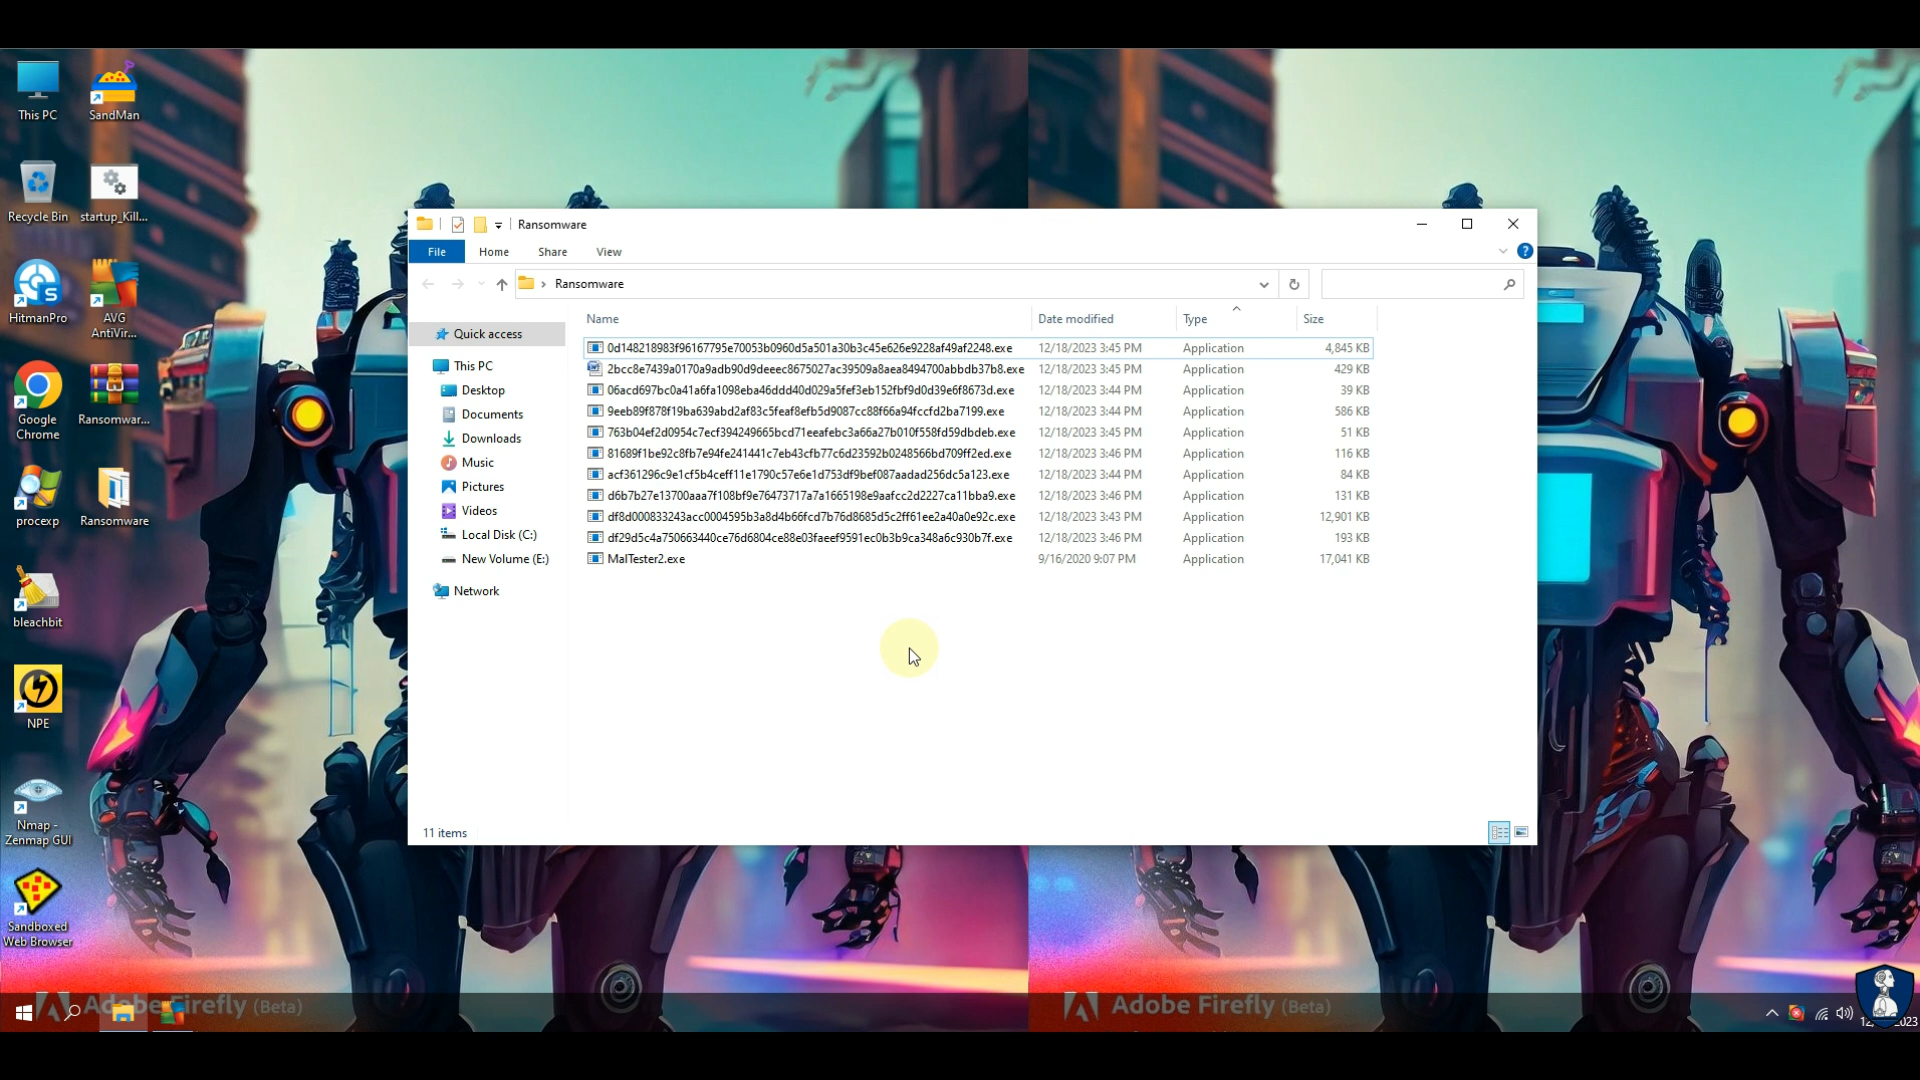 This PC
SandMan
Recycle Bin
startup_Kill...
HitmanPro
AVG
AntiVir...
Google
Chrome
Ransomwar...
procexp
Ransomware
bleachbit
NPE
Nmap -
Zenmap GUI
Sandboxed
Web Browser
Ransomware
File
Home
Share
View
Ransomware
Quick access
This PC
Desktop
Documents
Downloads
Music
Pictures
Videos
Local Disk (C:)
New Volume (E:)
Network
Name Date modified Type Size
0d148218983f96167795e70053b0960d5a501a30b3c45e626e9228af49af2248.exe 12/18/2023 3:45 PM Application 4,845 KB
2bcc8e7439a0170a9adb90d9deeec8675027ac39509a8aea8494700abbdb37b8.exe 12/18/2023 3:45 PM Application 429 KB
06acd697bc0a41a6fa1098eba46ddd40d029a5fef3eb152fbf9d0d39e6f8673d.exe 12/18/2023 3:44 PM Application 39 KB
9eeb89f878f19ba639abd2af83c5feaf8efb5d9087cc88f66a94fccfd2ba7199.exe 12/18/2023 3:44 PM Application 586 KB
763b04ef2d0954c7ecf394249665bcd71eeafebc3a66a27b010f558fd59dbdeb.exe 12/18/2023 3:45 PM Application 51 KB
81689f1be92c8fb7e94fe241441c7eb43cfb77c6d23592b0248566bd709ff2ed.exe 12/18/2023 3:46 PM Application 116 KB
acf361296c9e1cf5b4ceff11e1790c57e6e1d753df9bef087aadad256dc5a123.exe 12/18/2023 3:44 PM Application 84 KB
d6b7b27e13700aaa7f108bf9e76473717a7a1665198e9aafcc2d2227ca11bba9.exe 12/18/2023 3:46 PM Application 131 KB
df8d000833243acc0004595b3a8d4b66fcd7b76d8685d5c2ff61ee2a40a0e92c.exe 12/18/2023 3:43 PM Application 12,901 KB
df29d5c4a750663440ce76d6804ce88e03faeef9591ec0b3b9ca348a6c930b7f.exe 12/18/2023 3:46 PM Application 193 KB
MalTester2.exe 9/16/2020 9:07 PM Application 17,041 KB
11 items
Adobe Firefly (Beta)
Adobe Firefly (Beta)